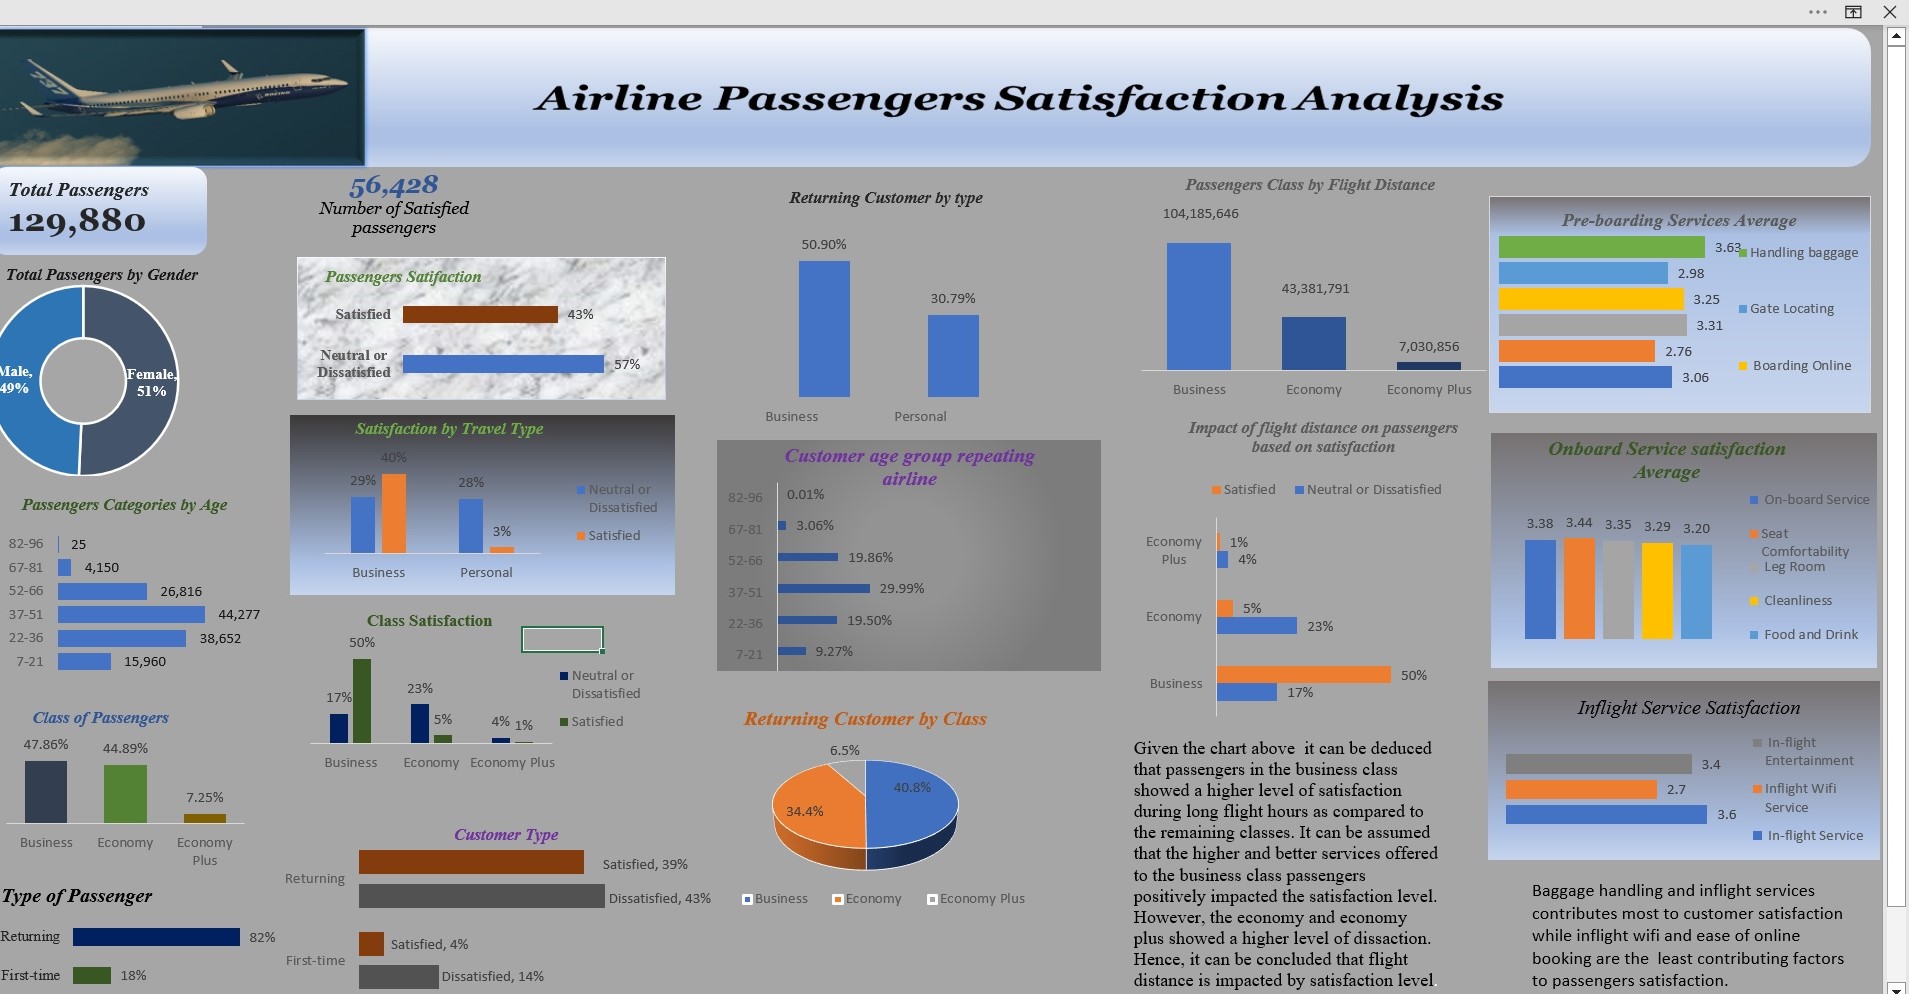 Airline Passengers Satisfaction Analysis
Total Passengers
129,880
Total Passengers by Gender
Male,
49%
Female,
51%
Passengers Categories by Age
82-96 25
67-81 4,150
52-66 26,816
37-51 44,277
22-36 38,652
7-21 15,960
Class of Passengers
47.86% 44.89% 7.25%
Business Economy Economy
Plus
Type of Passenger
Returning 82%
First-time 18%
56,428
Number of Satisfied
passengers
Passengers Satifaction
Satisfied 43%
Neutral or
Dissatisfied 57%
Satisfaction by Travel Type
29% 40% 28% 3%
Business Personal
Neutral or
Dissatisfied
Satisfied
Class Satisfaction
17% 50% 23% 5% 4% 1%
Business Economy Economy Plus
Neutral or
Dissatisfied
Satisfied
Customer Type
Returning
Satisfied, 39%
Dissatisfied, 43%
First-time
Satisfied, 4%
Dissatisfied, 14%
Returning Customer by type
50.90% 30.79%
Business Personal
Customer age group repeating
airline
82-96 0.01%
67-81 3.06%
52-66 19.86%
37-51 29.99%
22-36 19.50%
7-21 9.27%
Returning Customer by Class
6.5%
40.8%
34.4%
Business Economy Economy Plus
Passengers Class by Flight Distance
104,185,646 43,381,791 7,030,856
Business Economy Economy Plus
Impact of flight distance on passengers
based on satisfaction
Satisfied Neutral or Dissatisfied
Economy
Plus
1%
4%
Economy
5%
23%
Business
50%
17%
Given the chart above it can be deduced
that passengers in the business class
showed a higher level of satisfaction
during long flight hours as compared to
the remaining classes. It can be assumed
that the higher and better services offered
to the business class passengers
positively impacted the satisfaction level.
However, the economy and economy
plus showed a higher level of dissaction.
Hence, it can be concluded that flight
distance is impacted by satisfaction level.
Pre-boarding Services Average
3.63
2.98
3.25
3.31
2.76
3.06
Handling baggage
Gate Locating
Boarding Online
Onboard Service satisfaction
Average
3.38 3.44 3.35 3.29 3.20
On-board Service
Seat
Comfortability
Leg Room
Cleanliness
Food and Drink
Inflight Service Satisfaction
3.4
2.7
3.6
In-flight
Entertainment
Inflight Wifi
Service
In-flight Service
Baggage handling and inflight services
contributes most to customer satisfaction
while inflight wifi and ease of online
booking are the least contributing factors
to passengers satisfaction.